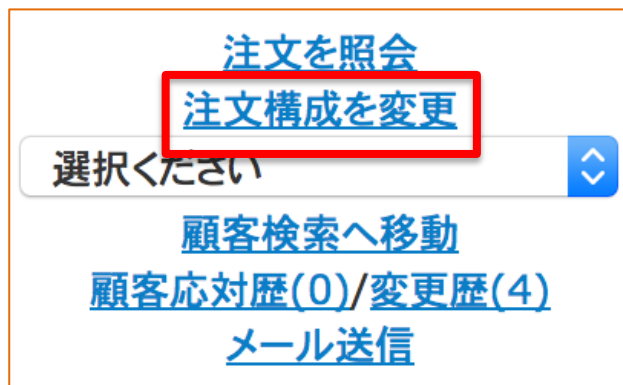 注文を照会
注文構成を変更
選択ください
顧客検索へ移動
顧客応対歴(0)/変更歴(4)
メール送信